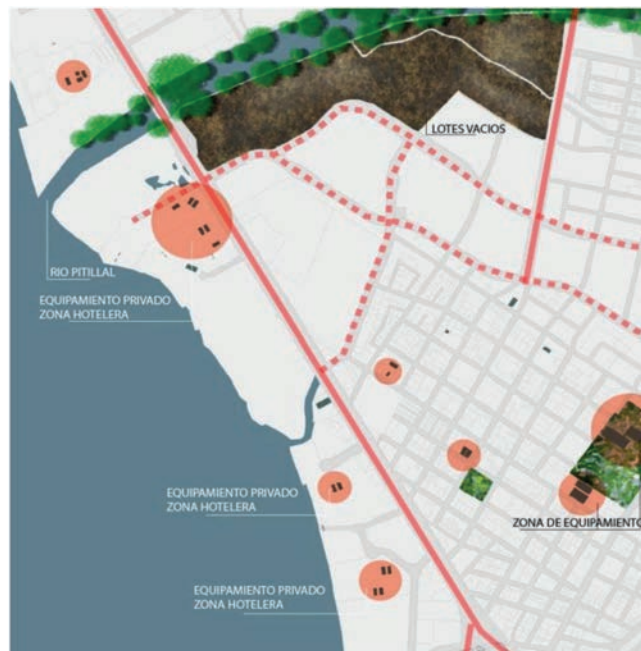 LOTES VACIOS
RIO PITILLAL
EQUIPAMIENTO PRIVADO
ZONA HOTELERA
EQUIPAMIENTO PRIVADO
ZONA HOTELERA
ZONA DE EQUIPAMIENTO
EQUIPAMIENTO PRIVADO
ZONA HOTELERA